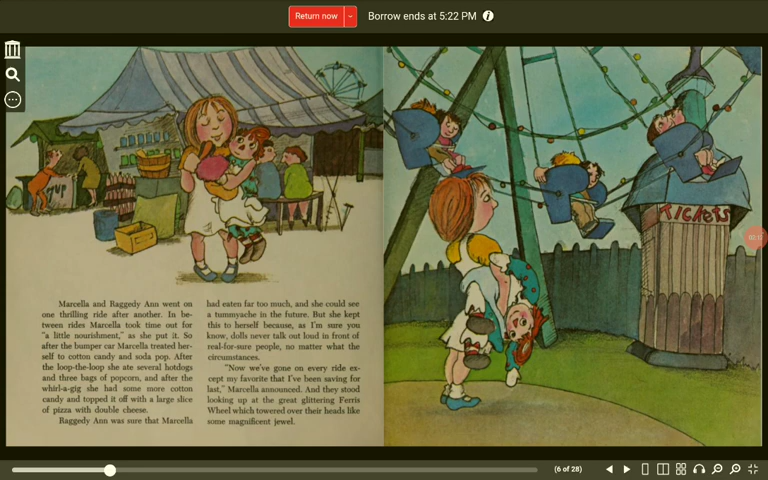 Return now
Borrow ends at 5:22 PM
TICKETS
Marcella and Raggedy Ann went on
one thrilling ride after another. In be-
tween rides Marcella took time out for
"a little nourishment," as she put it. So
after the bumper car Marcella treated her-
self to cotton candy and soda pop. After
the loop-the-loop she ate several hotdogs
and three bags of popcorn, and after the
whirl-a-gig she had some more cotton
candy and topped it off with a large slice
of pizza with double cheese.
Raggedy Ann was sure that Marcella
had eaten far too much, and she could see
a tummyache in the future. But she kept
this to herself because, as I'm sure you
know, dolls never talk out loud in front of
real-for-sure people, no matter what the
circumstances.
"Now we've gone on every ride ex-
cept my favorite that I've been saving for
last," Marcella announced. And they stood
looking up at the great glittering Ferris
Wheel which towered over their heads like
some magnificent jewel.
(6 of 28)